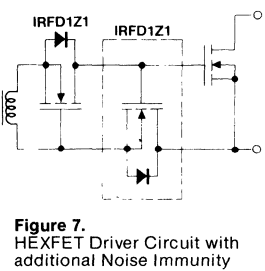 IRFD1Z1
IRFD1Z1
Figure 7.
HEXFET Driver Circuit with
additional Noise Immunity